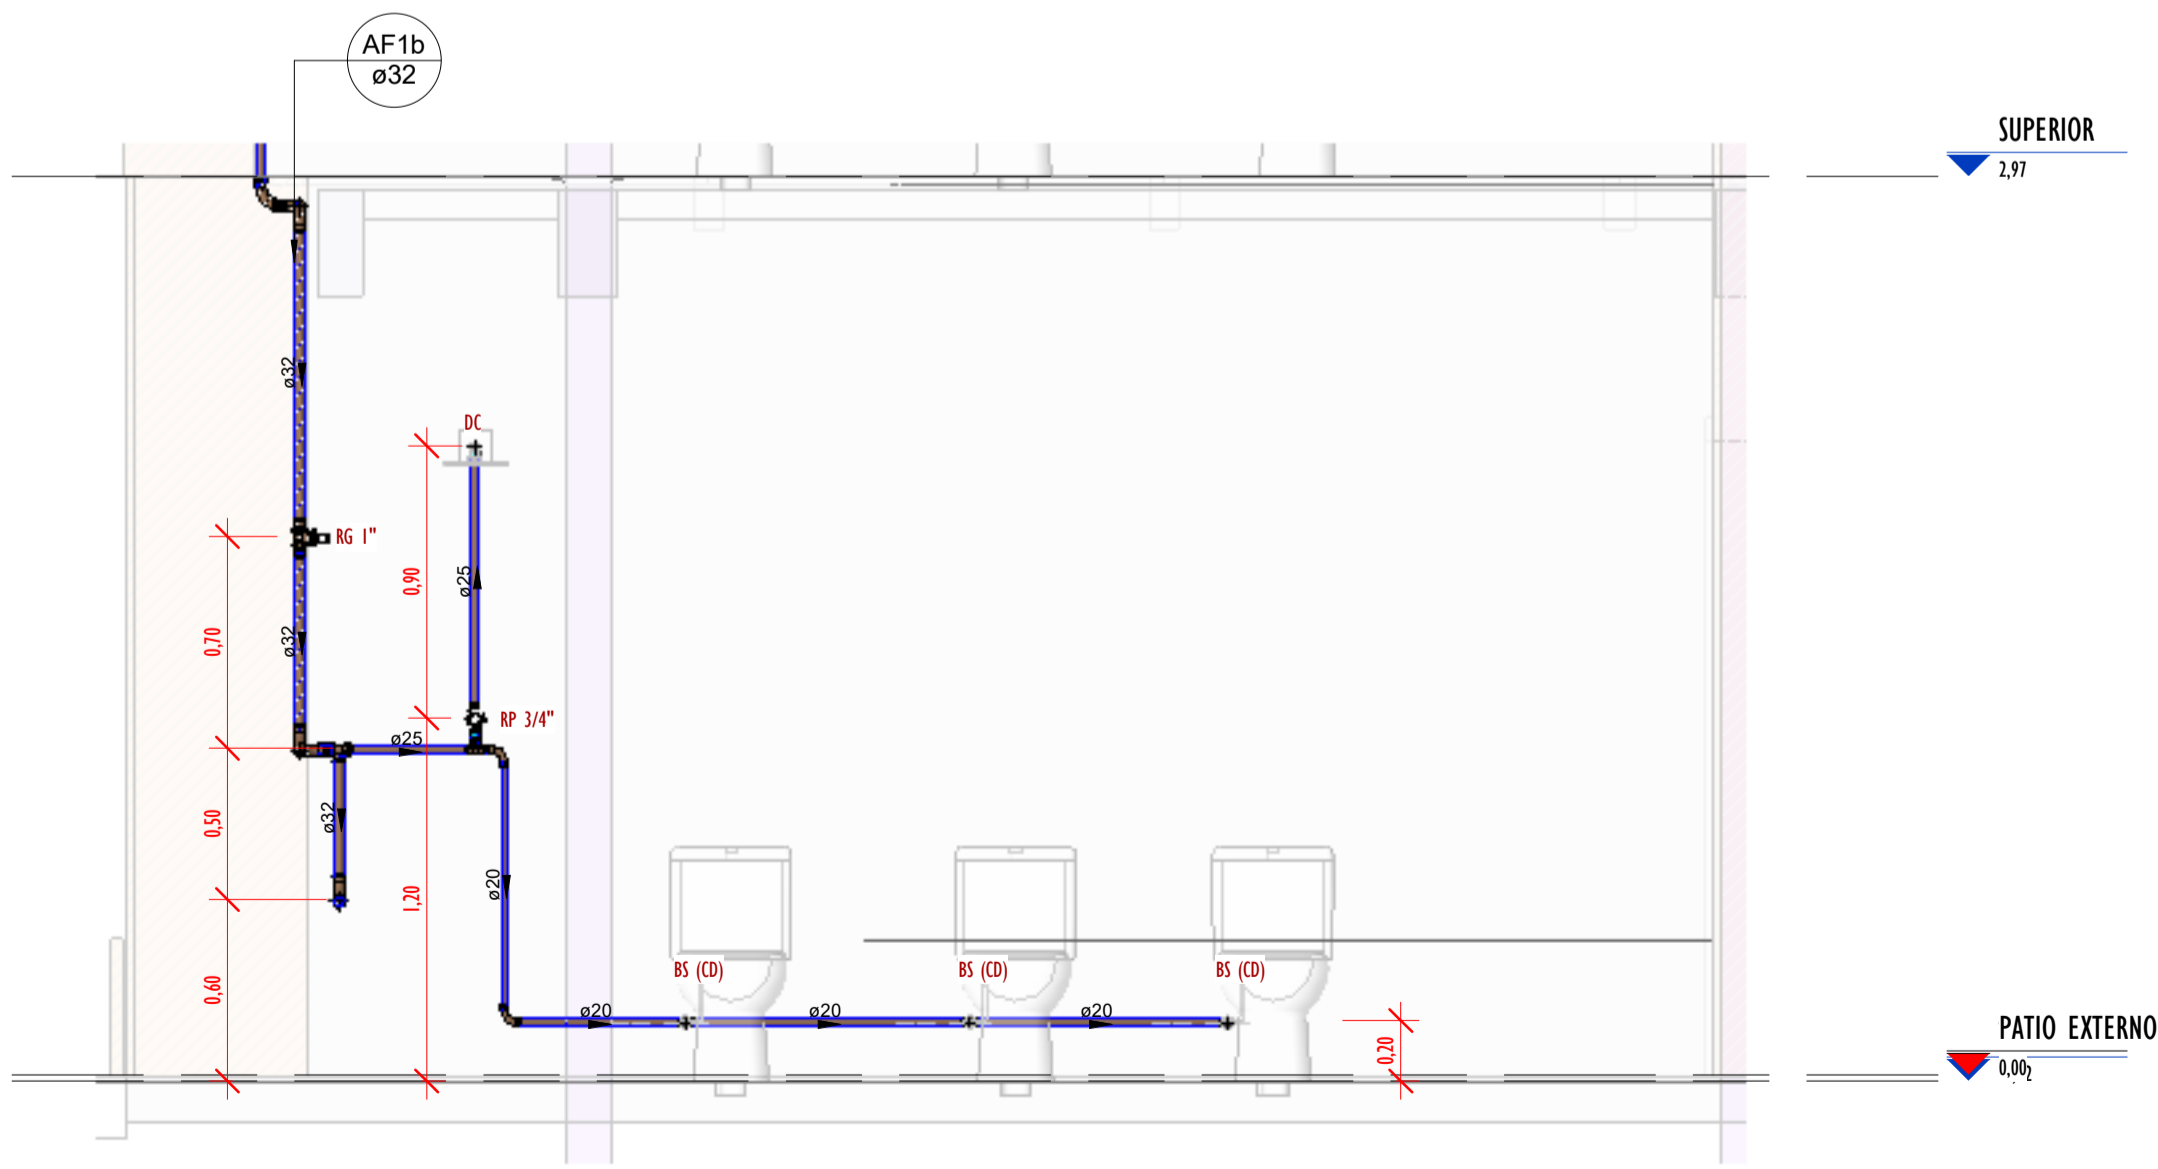 AF1b
ø32
SUPERIOR
2,97
ø32
DC
RG 1"
0,90
ø25
0,70
ø32
RP 3/4"
ø25
0,50
ø32
1,20
ø20
0,60
BS (CD)
BS (CD)
BS (CD)
ø20
ø20
ø20
0,20
PATIO EXTERNO
0,00